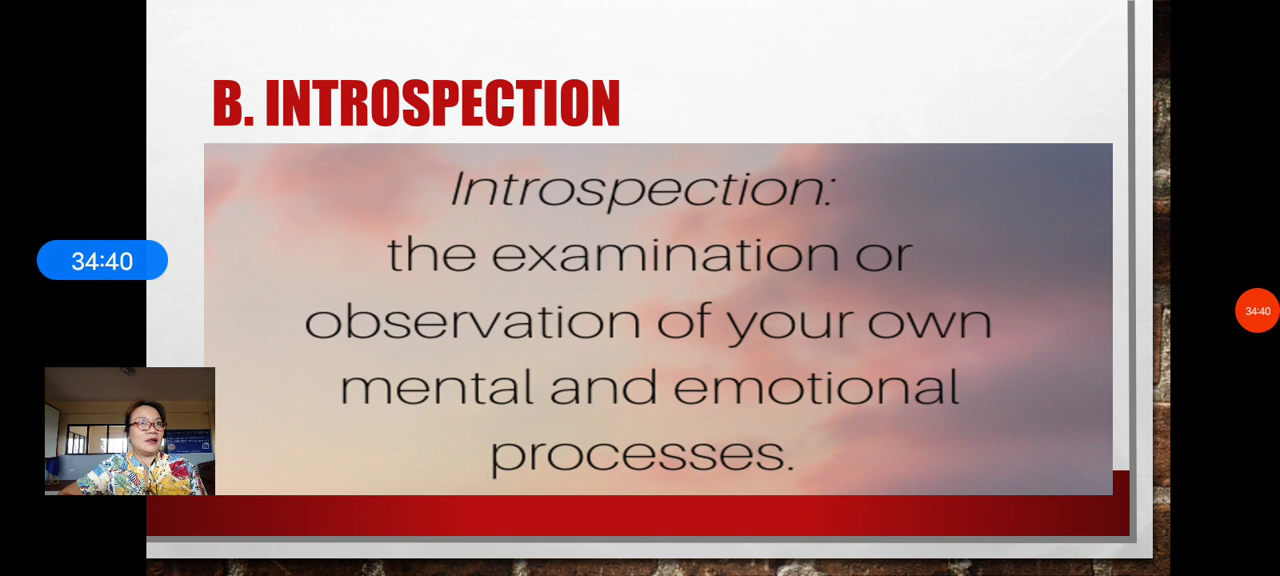 B. INTROSPECTION
Introspection:
the examination or
observation of your own
mental and emotional
processes.
34:40
34:40